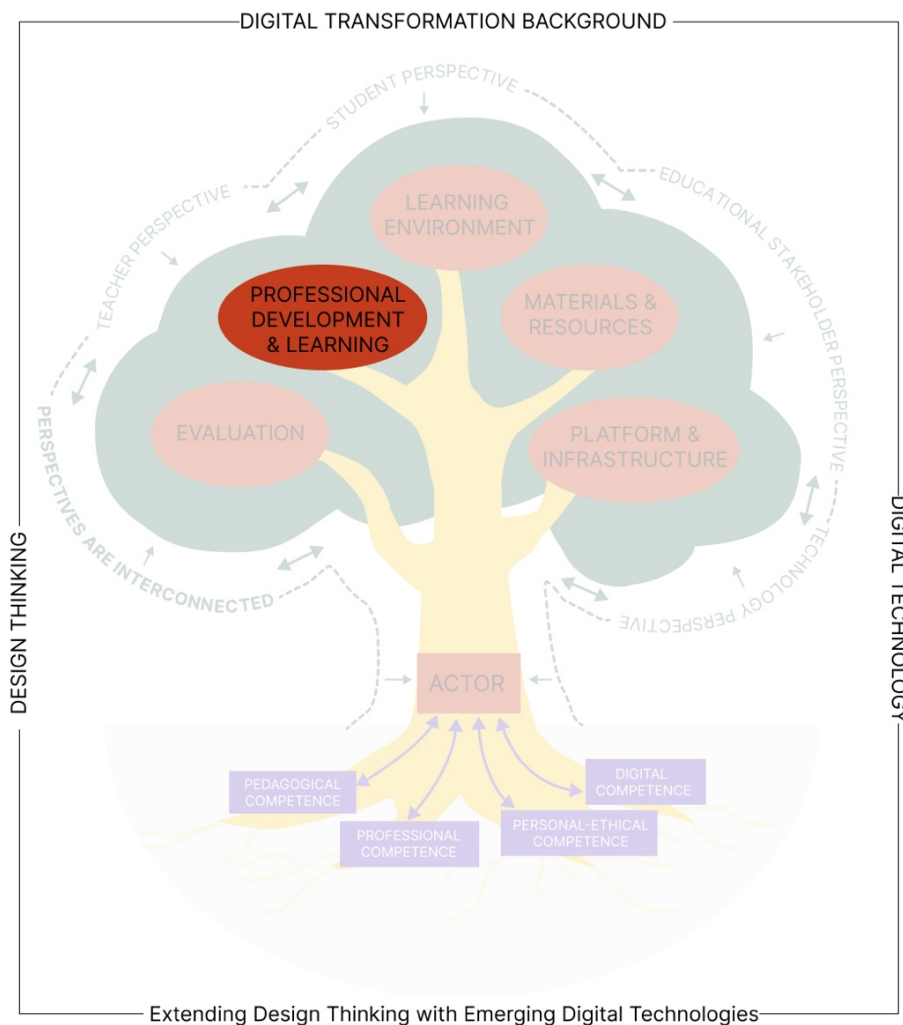 DIGITAL TRANSFORMATION BACKGROUND
STUDENT PERSPECTIVE
TEACHER PERSPECTIVE
EDUCATIONAL STAKEHOLDER PERSPECTIVE
LEARNING
ENVIRONMENT
PROFESSIONAL
DEVELOPMENT
& LEARNING
MATERIALS &
RESOURCES
EVALUATION
PLATFORM &
INFRASTRUCTURE
PERSPECTIVES ARE INTERCONNECTED
TECHNOLOGY PERSPECTIVE
DESIGN THINKING
DIGITAL TECHNOLOGY
ACTOR
PEDAGOGICAL
COMPETENCE
DIGITAL
COMPETENCE
PROFESSIONAL
COMPETENCE
PERSONAL-ETHICAL
COMPETENCE
Extending Design Thinking with Emerging Digital Technologies